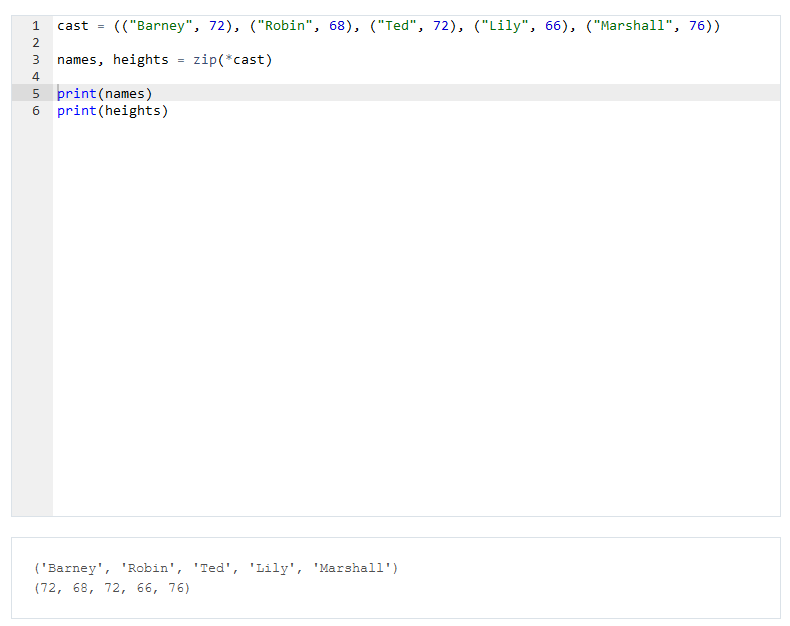 1 cast = (("Barney", 72), ("Robin", 68), ("Ted", 72), ("Lily", 66), ("Marshall", 76))
2
3 names, heights = zip(*cast)
4
5 print(names)
6 print(heights)
('Barney', 'Robin', 'Ted', 'Lily', 'Marshall')
(72, 68, 72, 66, 76)